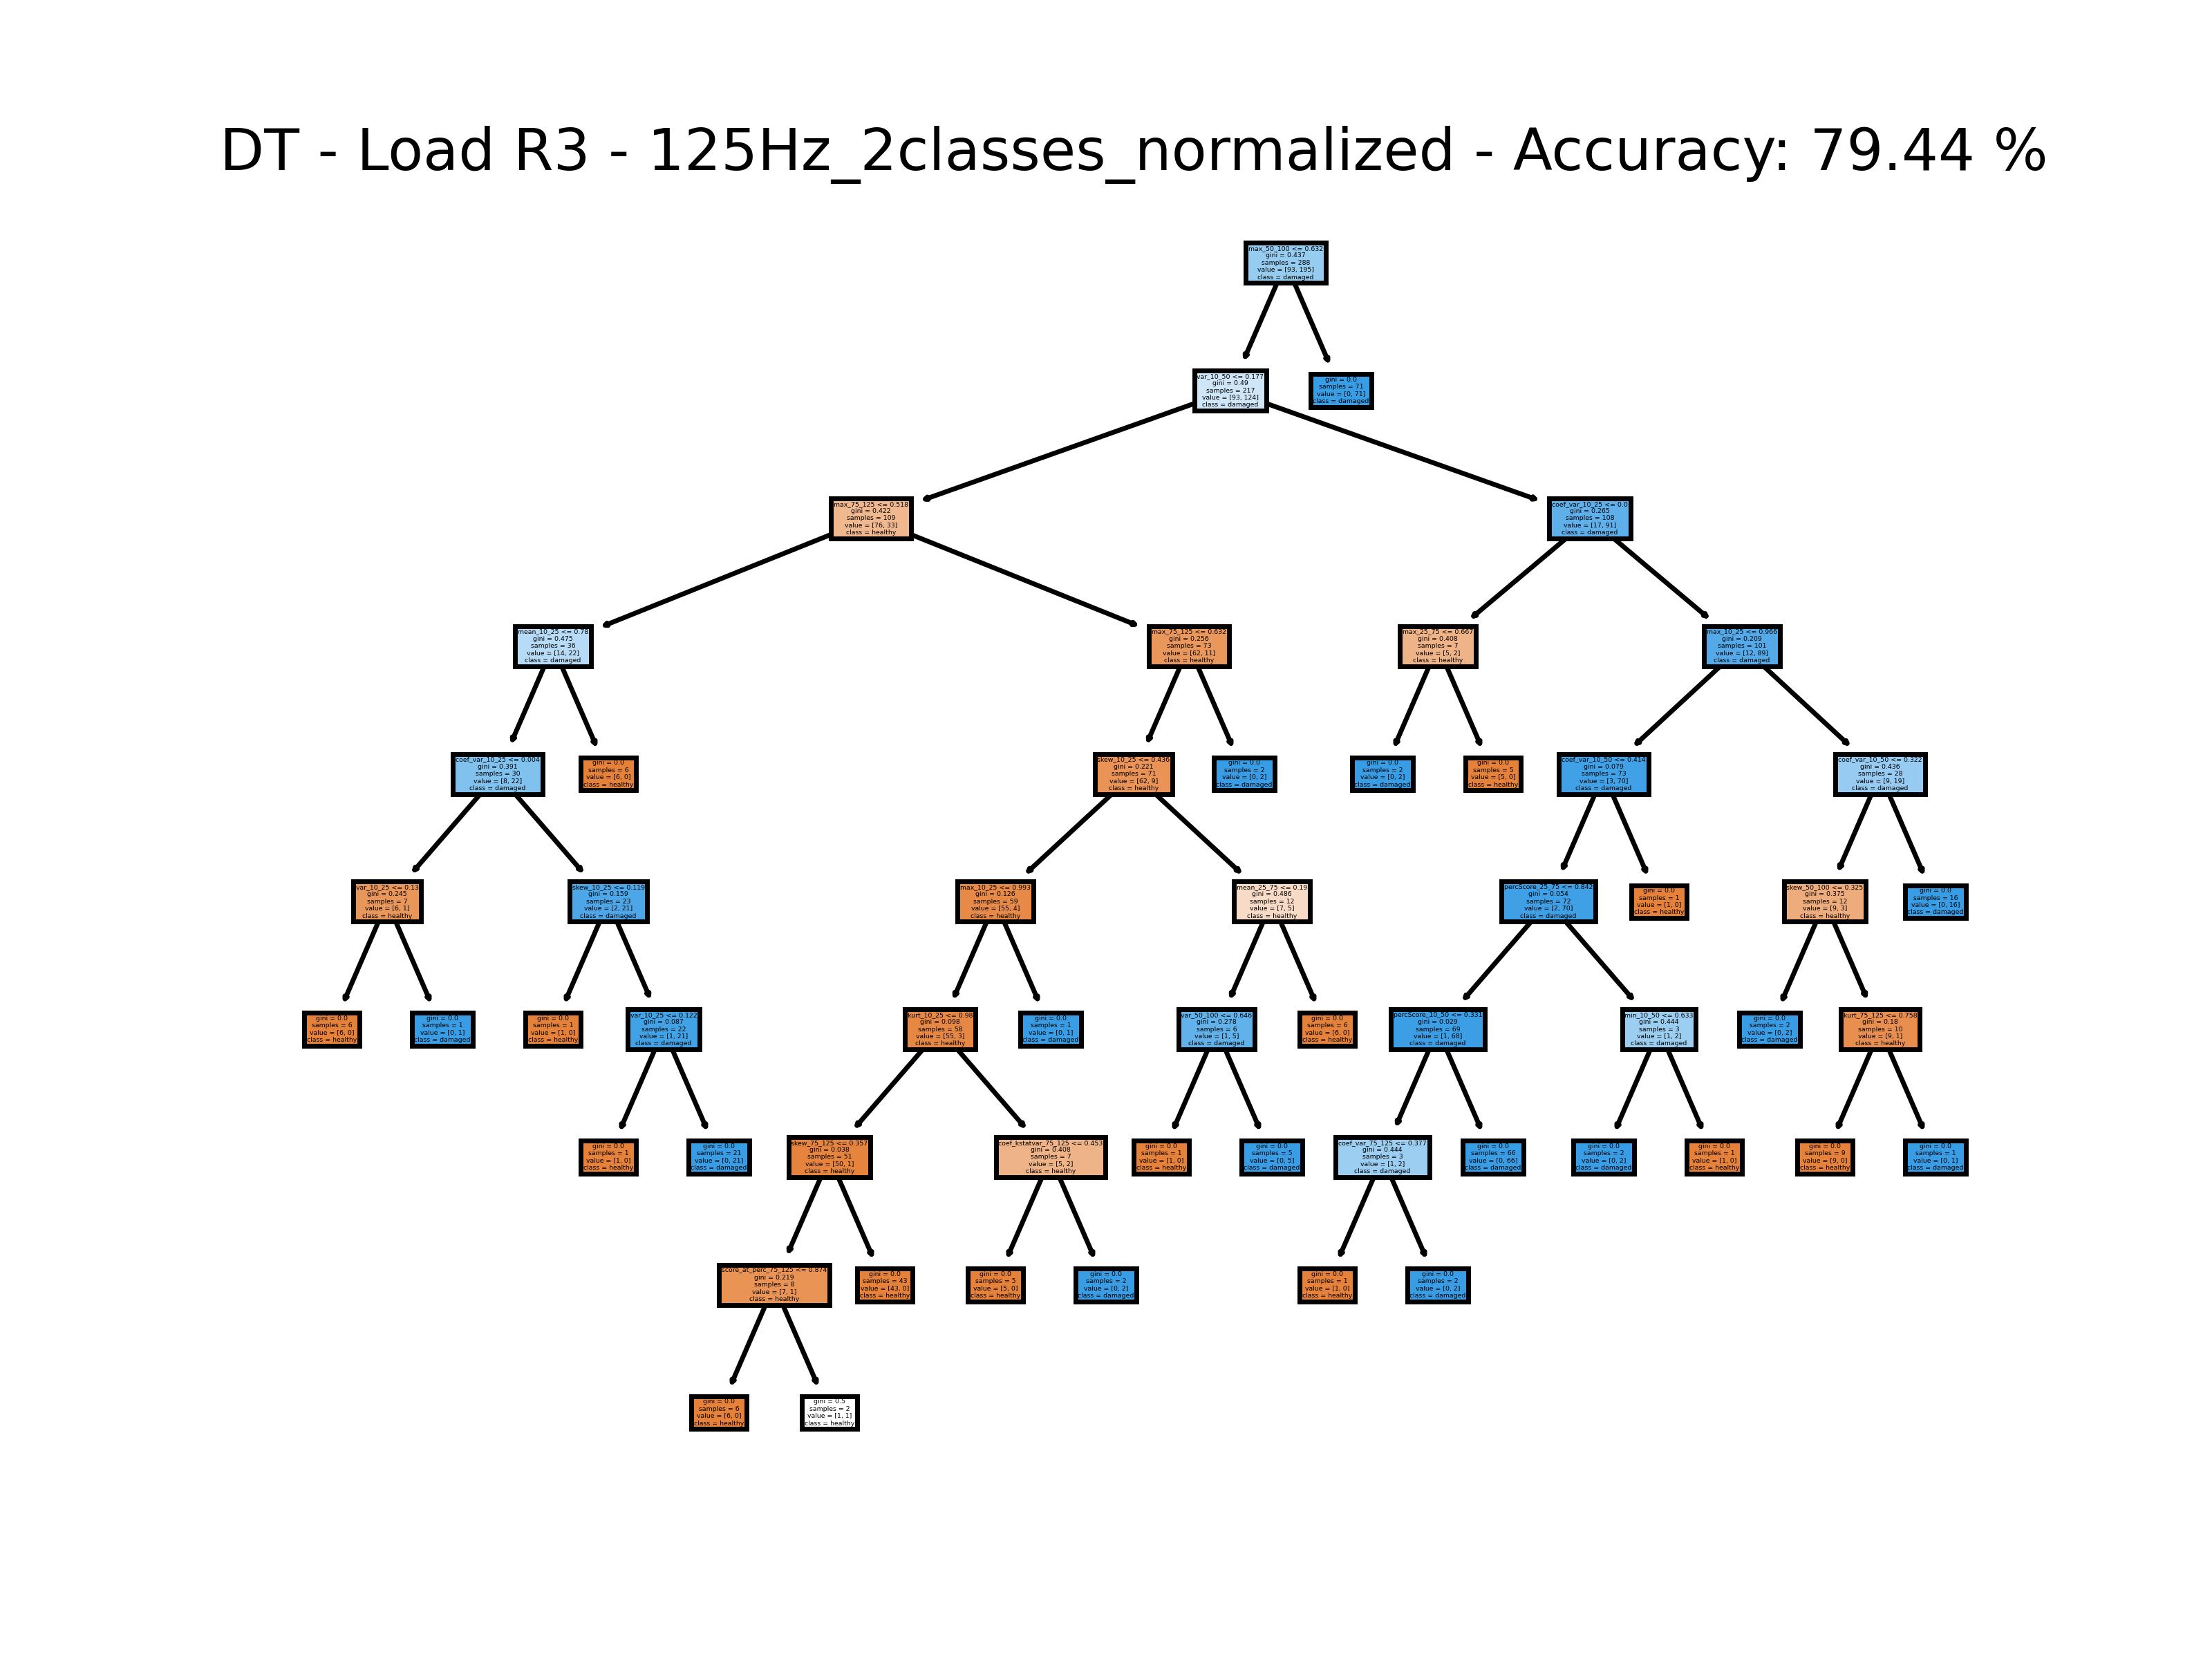 DT - Load R3 - 125Hz_2classes_normalized - Accuracy: 79.44 %
max_50_100 <= 0.632
gini = 0.437
samples = 288
value = [93, 195]
class = damaged
var_10_50 <= 0.177
gini = 0.49
samples = 217
value = [93, 124]
class = damaged
gini = 0.0
samples = 71
value = [0, 71]
class = damaged
max_75_125 <= 0.518
gini = 0.422
samples = 109
value = [76, 33]
class = healthy
coef_var_10_25 <= 0.0
gini = 0.265
samples = 108
value = [17, 91]
class = damaged
mean_10_25 <= 0.78
gini = 0.475
samples = 36
value = [14, 22]
class = damaged
max_75_125 <= 0.632
gini = 0.256
samples = 73
value = [62, 11]
class = healthy
max_25_75 <= 0.667
gini = 0.408
samples = 7
value = [5, 2]
class = healthy
max_10_25 <= 0.966
gini = 0.209
samples = 101
value = [12, 89]
class = damaged
coef_var_10_25 <= 0.004
gini = 0.391
samples = 30
value = [8, 22]
class = damaged
gini = 0.0
samples = 6
value = [6, 0]
class = healthy
skew_10_25 <= 0.436
gini = 0.221
samples = 71
value = [62, 9]
class = healthy
gini = 0.0
samples = 2
value = [0, 2]
class = damaged
gini = 0.0
samples = 2
value = [0, 2]
class = damaged
gini = 0.0
samples = 5
value = [5, 0]
class = healthy
coef_var_10_50 <= 0.414
gini = 0.079
samples = 73
value = [3, 70]
class = damaged
coef_var_10_50 <= 0.322
gini = 0.436
samples = 28
value = [9, 19]
class = damaged
var_10_25 <= 0.13
gini = 0.245
samples = 7
value = [6, 1]
class = healthy
skew_10_25 <= 0.119
gini = 0.159
samples = 23
value = [2, 21]
class = damaged
max_10_25 <= 0.993
gini = 0.126
samples = 59
value = [55, 4]
class = healthy
mean_25_75 <= 0.19
gini = 0.486
samples = 12
value = [7, 5]
class = healthy
percScore_25_75 <= 0.842
gini = 0.054
samples = 72
value = [2, 70]
class = damaged
gini = 0.0
samples = 1
value = [1, 0]
class = healthy
skew_50_100 <= 0.325
gini = 0.375
samples = 12
value = [9, 3]
class = healthy
gini = 0.0
samples = 16
value = [0, 16]
class = damaged
gini = 0.0
samples = 6
value = [6, 0]
class = healthy
gini = 0.0
samples = 1
value = [0, 1]
class = damaged
gini = 0.0
samples = 1
value = [1, 0]
class = healthy
var_10_25 <= 0.122
gini = 0.087
samples = 22
value = [1, 21]
class = damaged
kurt_10_25 <= 0.98
gini = 0.098
samples = 58
value = [55, 3]
class = healthy
gini = 0.0
samples = 1
value = [0, 1]
class = damaged
var_50_100 <= 0.646
gini = 0.278
samples = 6
value = [1, 5]
class = damaged
gini = 0.0
samples = 6
value = [6, 0]
class = healthy
percScore_10_50 <= 0.331
gini = 0.029
samples = 69
value = [1, 68]
class = damaged
min_10_50 <= 0.633
gini = 0.444
samples = 3
value = [1, 2]
class = damaged
gini = 0.0
samples = 2
value = [0, 2]
class = damaged
kurt_75_125 <= 0.758
gini = 0.18
samples = 10
value = [9, 1]
class = healthy
gini = 0.0
samples = 1
value = [1, 0]
class = healthy
gini = 0.0
samples = 21
value = [0, 21]
class = damaged
skew_75_125 <= 0.357
gini = 0.038
samples = 51
value = [50, 1]
class = healthy
coef_kstatvar_75_125 <= 0.453
gini = 0.408
samples = 7
value = [5, 2]
class = healthy
gini = 0.0
samples = 1
value = [1, 0]
class = healthy
gini = 0.0
samples = 5
value = [0, 5]
class = damaged
coef_var_75_125 <= 0.377
gini = 0.444
samples = 3
value = [1, 2]
class = damaged
gini = 0.0
samples = 66
value = [0, 66]
class = damaged
gini = 0.0
samples = 2
value = [0, 2]
class = damaged
gini = 0.0
samples = 1
value = [1, 0]
class = healthy
gini = 0.0
samples = 9
value = [9, 0]
class = healthy
gini = 0.0
samples = 1
value = [0, 1]
class = damaged
score_at_perc_75_125 <= 0.874
gini = 0.219
samples = 8
value = [7, 1]
class = healthy
gini = 0.0
samples = 43
value = [43, 0]
class = healthy
gini = 0.0
samples = 5
value = [5, 0]
class = healthy
gini = 0.0
samples = 2
value = [0, 2]
class = damaged
gini = 0.0
samples = 1
value = [1, 0]
class = healthy
gini = 0.0
samples = 2
value = [0, 2]
class = damaged
gini = 0.0
samples = 6
value = [6, 0]
class = healthy
gini = 0.5
samples = 2
value = [1, 1]
class = healthy